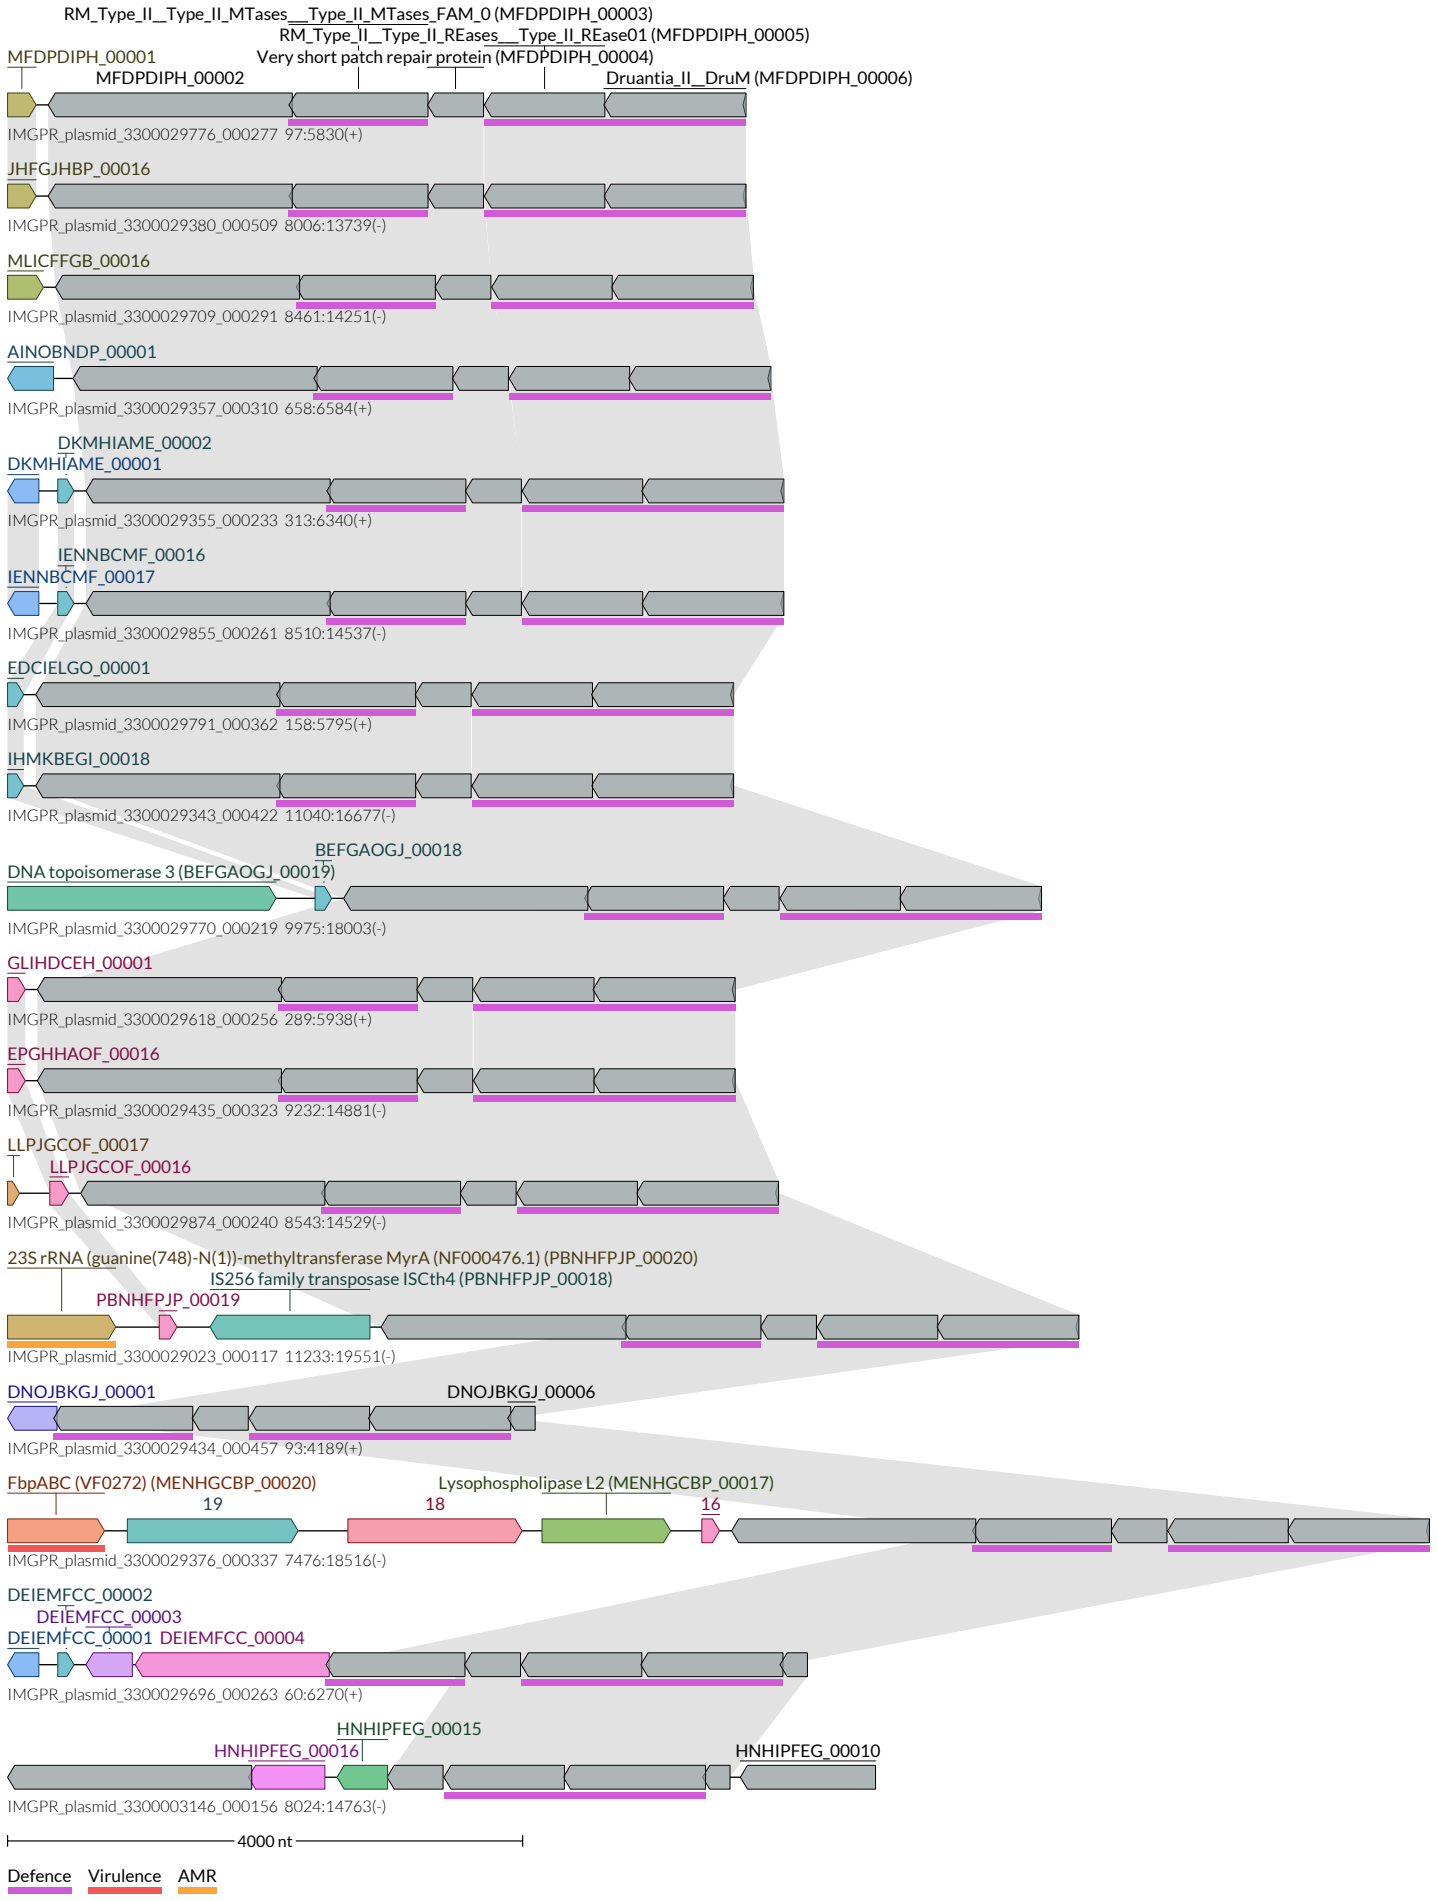 RM_Type_II__Type_II_MTases___Type_II_MTases_FAM_0 (MFDPDIPH_00003)
RM_Type_II__Type_II_REases___Type_II_REase01 (MFDPDIPH_00005)
MFDPDIPH_00001
Very short patch repair protein (MFDPDIPH_00004)
MFDPDIPH_00002
Druantia_II__DruM (MFDPDIPH_00006)
IMGPR_plasmid_3300029776_000277 97:5830(+)
JHFGJHBP_00016
IMGPR_plasmid_3300029380_000509 8006:13739(-)
MLICFFGB_00016
IMGPR_plasmid_3300029709_000291 8461:14251(-)
AINOBNDP_00001
IMGPR_plasmid_3300029357_000310 658:6584(+)
DKMHIAME_00002
DKMHIAME_00001
IMGPR_plasmid_3300029355_000233 313:6340(+)
IENNBCMF_00016
IENNBCMF_00017
IMGPR_plasmid_3300029855_000261 8510:14537(-)
EDCIELGO_00001
IMGPR_plasmid_3300029791_000362 158:5795(+)
IHMKBEGI_00018
IMGPR_plasmid_3300029343_000422 11040:16677(-)
BEFGAOGJ_00018
DNA topoisomerase 3 (BEFGAOGJ_00019)
IMGPR_plasmid_3300029770_000219 9975:18003(-)
GLIHDCEH_00001
IMGPR_plasmid_3300029618_000256 289:5938(+)
EPGHHAOF_00016
IMGPR_plasmid_3300029435_000323 9232:14881(-)
LLPJGCOF_00017
LLPJGCOF_00016
IMGPR_plasmid_3300029874_000240 8543:14529(-)
23S rRNA (guanine(748)-N(1))-methyltransferase MyrA (NF000476.1) (PBNHFPJP_00020)
IS256 family transposase ISCth4 (PBNHFPJP_00018)
PBNHFPJP_00019
IMGPR_plasmid_3300029023_000117 11233:19551(-)
DNOJBKGJ_00001
DNOJBKGJ_00006
IMGPR_plasmid_3300029434_000457 93:4189(+)
FbpABC (VF0272) (MENHGCBP_00020)
Lysophospholipase L2 (MENHGCBP_00017)
19
18
16
IMGPR_plasmid_3300029376_000337 7476:18516(-)
DEIEMFCC_00002
DEIEMFCC_00003
DEIEMFCC_00001
DEIEMFCC_00004
IMGPR_plasmid_3300029696_000263 60:6270(+)
HNHIPFEG_00015
HNHIPFEG_00016
HNHIPFEG_00010
IMGPR_plasmid_3300003146_000156 8024:14763(-)
4000 nt
Defence
Virulence
AMR